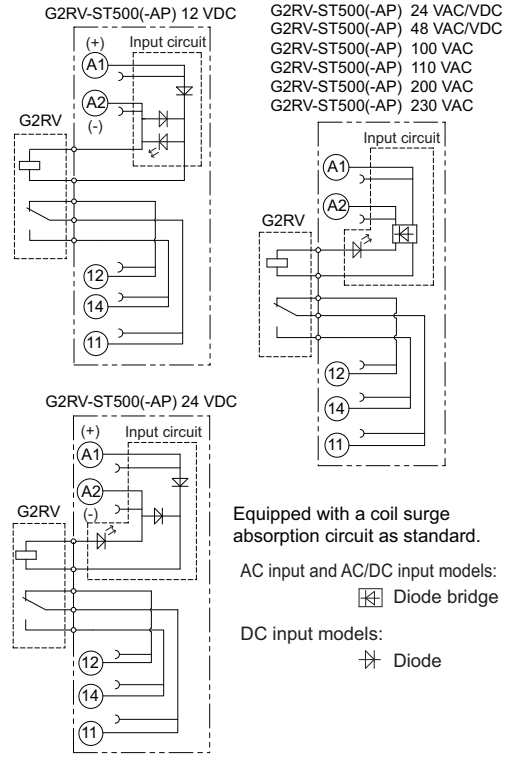 G2RV-ST500(-AP) 12 VDC
(+)
Input circuit
A1
A2
(-)
G2RV
12
14
11
G2RV-ST500(-AP) 24 VAC/VDC
G2RV-ST500(-AP) 48 VAC/VDC
G2RV-ST500(-AP) 100 VAC
G2RV-ST500(-AP) 110 VAC
G2RV-ST500(-AP) 200 VAC
G2RV-ST500(-AP) 230 VAC
Input circuit
A1
A2
G2RV
12
14
11
G2RV-ST500(-AP) 24 VDC
(+)
Input circuit
A1
A2
(-)
G2RV
12
14
11
Equipped with a coil surge
absorption circuit as standard.
AC input and AC/DC input models:
Diode bridge
DC input models:
Diode